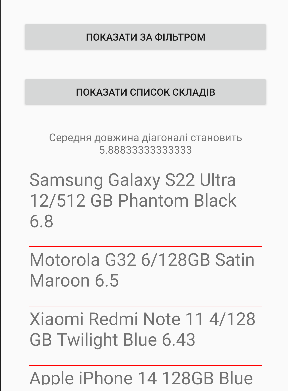 ПОКАЗАТИ ЗА ФІЛЬТРОМ
ПОКАЗАТИ СПИСОК СКЛАДІВ
Середня довжина діагоналі становить
5.88833333333333
Samsung Galaxy S22 Ultra
12/512 GB Phantom Black
6.8
Motorola G32 6/128GB Satin
Maroon 6.5
Xiaomi Redmi Note 11 4/128
GB Twilight Blue 6.43
Apple iPhone 14 128GB Blue